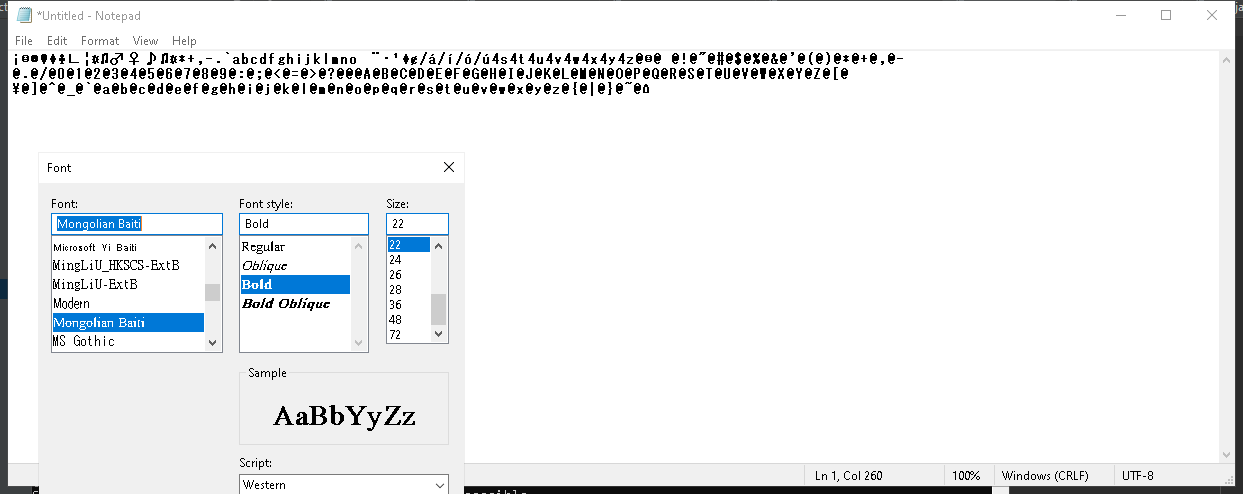 *Untitled - Notepad
File Edit Format View Help
*+,-.`abcdfghijklmno ¨·'♦¢/á/í/ó/ú4s4t4u4v4w4x4y4z@@@ @!@~@#@$@%@&@'@(@)@*@+@,@-
@.@/@0@1@2@3@4@5@6@7@8@9@:@;@<@=@>@?@@@A@B@C@D@E@F@G@H@I@J@K@L@M@N@O@P@Q@R@S@T@U@V@W@X@Y@Z@[@
¥@]@^@_@`@a@b@c@d@e@f@g@h@i@j@k@l@m@n@o@p@q@r@s@t@u@v@w@x@y@z@{@|@}@~@
Font
Font: Font style: Size:
Mongolian Baiti Bold 22
Microsoft Yi Baiti Regular 22
MingLiU_HKSCS-ExtB Oblique 24
MingLiU-ExtB Bold 26
Modern Bold Oblique 28
Mongolian Baiti 36
MS Gothic 48
72
Sample
AaBbYyZz
Script:
Western
Ln 1, Col 260 100% Windows (CRLF) UTF-8